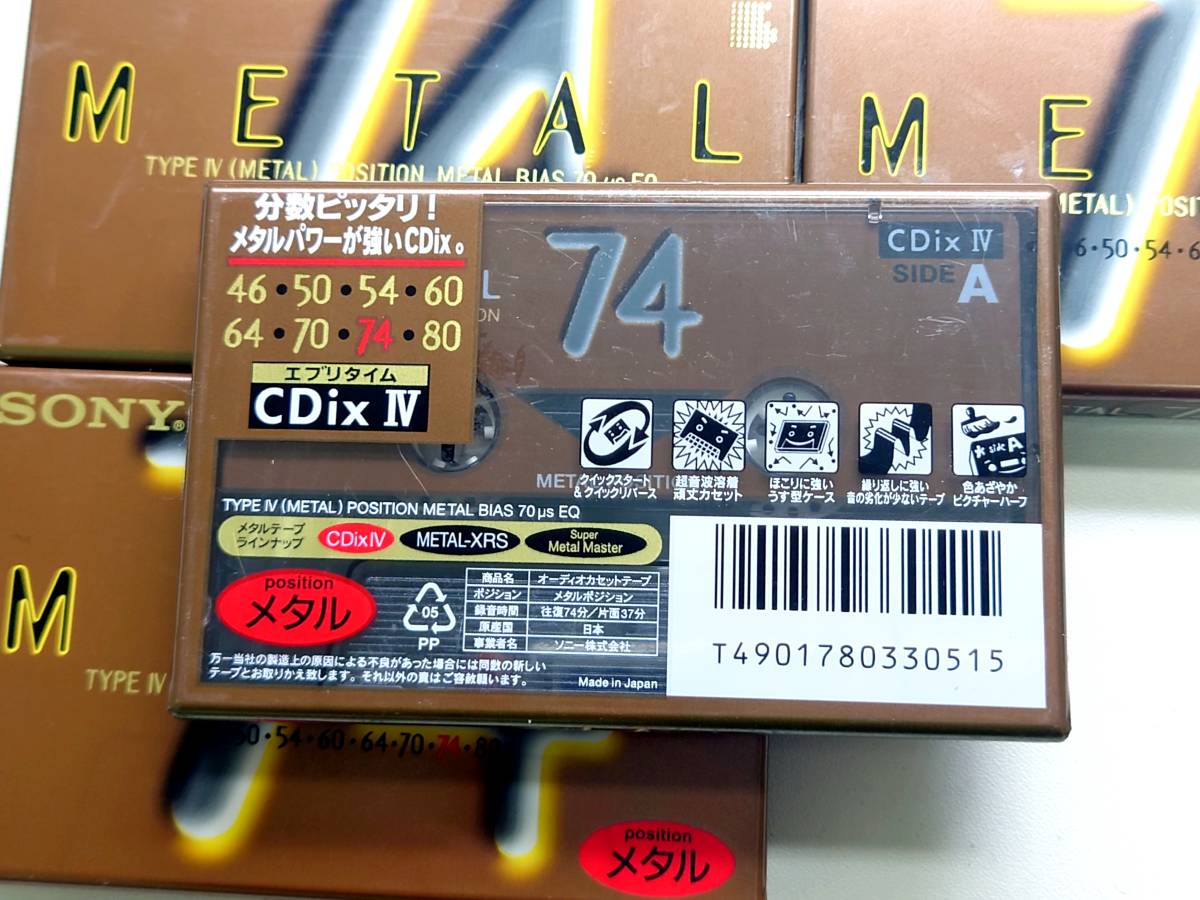 METAL
TYPE IV (METAL) POSITION METAL BIAS 70 μs EQ
ME
METAL) POSIT
6・50・54・6
分数ピッタリ!
メタルパワーが強いCDix。
46・50・54・60
64・70・74・80
エブリタイム
CDix IV
L
ON
74
CDix IV
SIDE A
クイックスタート
&クイックリバース
超音波溶着
頑丈カセット
ほこりに強い
うす型ケース
繰り返しに強い
音の劣化が少ないテープ
色あざやか
ピクチャーハーフ
TYPE IV (METAL) POSITION METAL BIAS 70μs EQ
メタルテープ
ラインナップ
CDix IV
METAL-XRS
Super
Metal Master
position
メタル
05
PP
商品名 オーディオカセットテープ
ポジション メタルポジション
録音時間 往復74分/片面37分
原産国 日本
事業者名 ソニー株式会社
万一当社の製造上の原因による不良があった場合には同数の新しい
テープとお取りかえ致します。それ以外の責はご容赦願います。
Made in Japan
T4901780330515
SONY®
M
TYPE IV
50・54・60・64・70・74・80
position
メタル